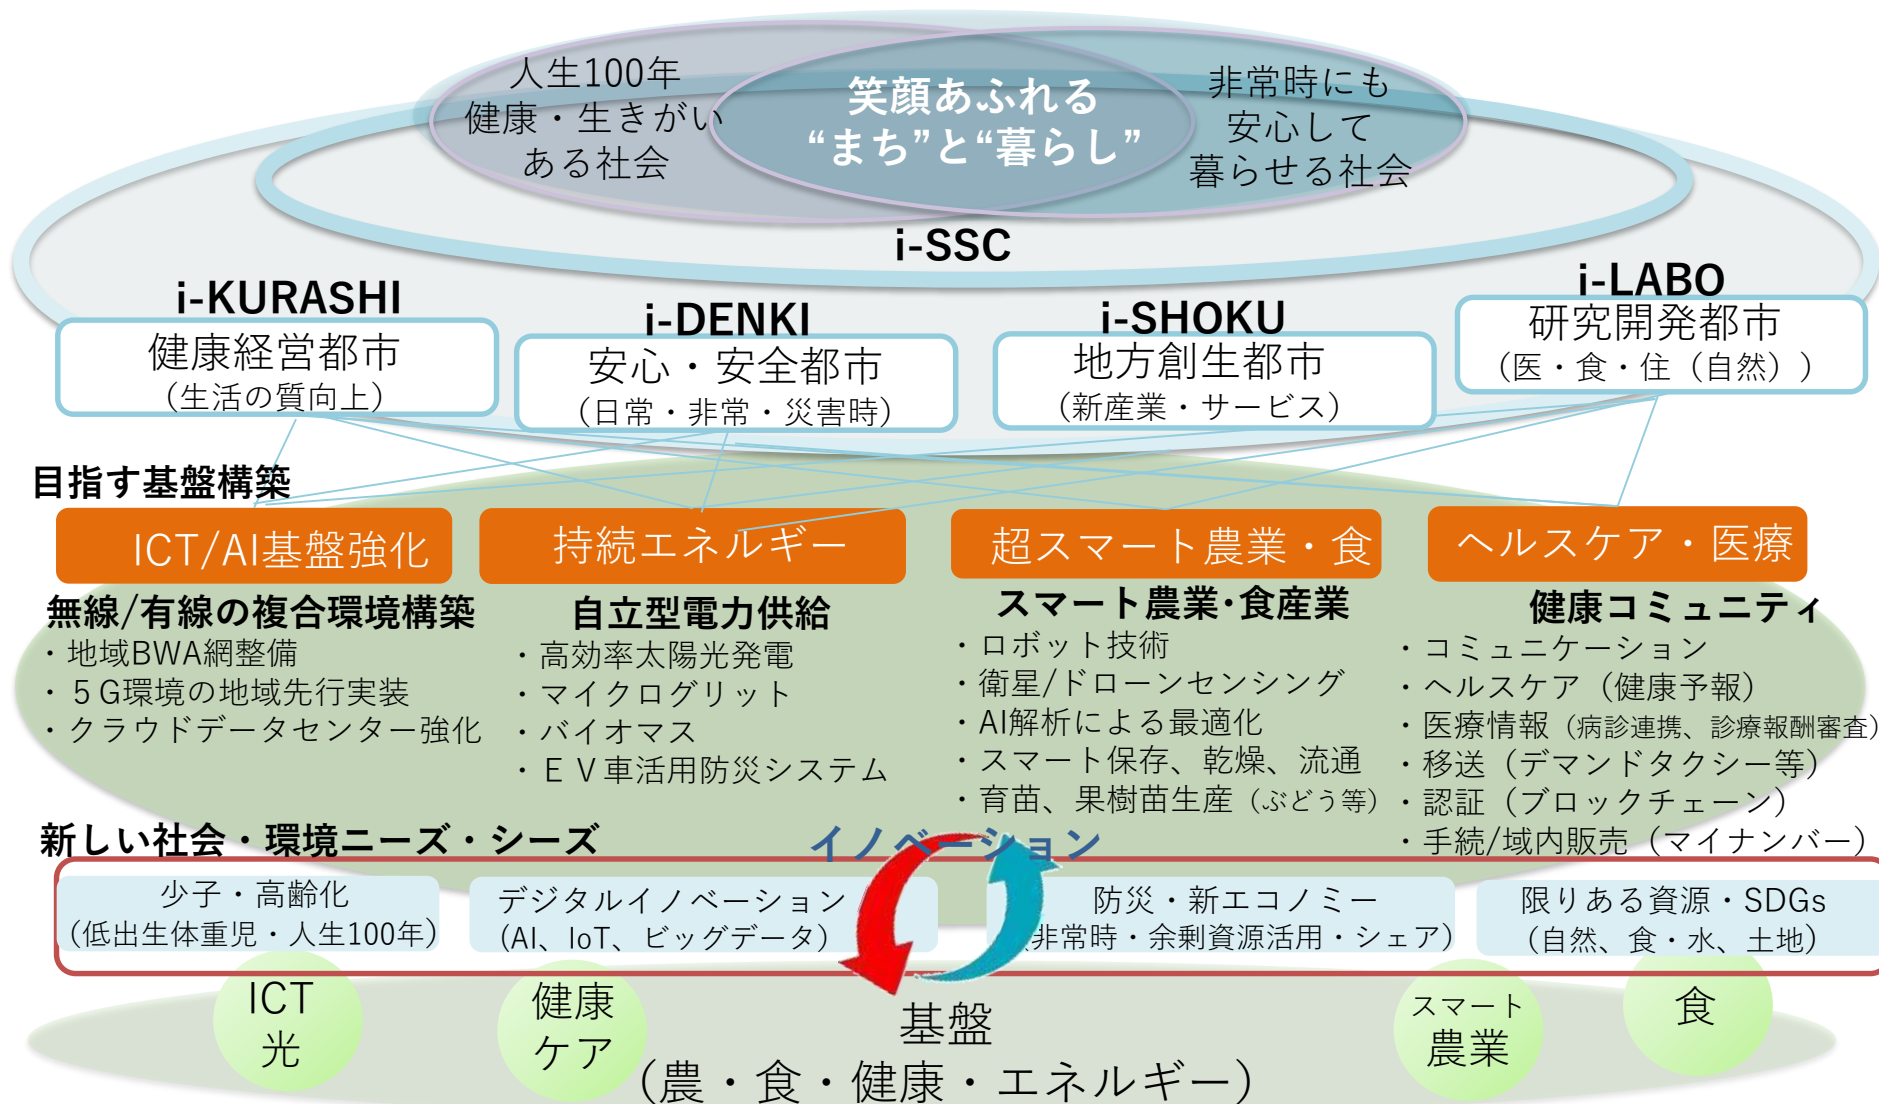 人生100年
健康・生きがい
ある社会
笑顔あふれる
“まち”と“暮らし”
非常時にも
安心して
暮らせる社会
i-SSC
i-KURASHI
健康経営都市
（生活の質向上）
i-DENKI
安心・安全都市
（日常・非常・災害時）
i-SHOKU
地方創生都市
（新産業・サービス）
i-LABO
研究開発都市
（医・食・住（自然））
目指す基盤構築
ICT/AI基盤強化
無線/有線の複合環境構築
・地域BWA網整備
・５G環境の地域先行実装
・クラウドデータセンター強化
持続エネルギー
自立型電力供給
・高効率太陽光発電
・マイクログリット
・バイオマス
・ＥＶ車活用防災システム
超スマート農業・食
スマート農業･食産業
・ロボット技術
・衛星/ドローンセンシング
・AI解析による最適化
・スマート保存、乾燥、流通
・育苗、果樹苗生産（ぶどう等）
ヘルスケア・医療
健康コミュニティ
・コミュニケーション
・ヘルスケア（健康予報）
・医療情報（病診連携、診療報酬審査）
・移送（デマンドタクシー等）
・認証（ブロックチェーン）
・手続/域内販売（マイナンバー）
新しい社会・環境ニーズ・シーズ
イノベーション
少子・高齢化
（低出生体重児・人生100年）
デジタルイノベーション
（AI、IoT、ビッグデータ）
防災・新エコノミー
（非常時・余剰資源活用・シェア）
限りある資源・SDGs
（自然、食・水、土地）
ICT
光
健康
ケア
基盤
（農・食・健康・エネルギー）
スマート
農業
食